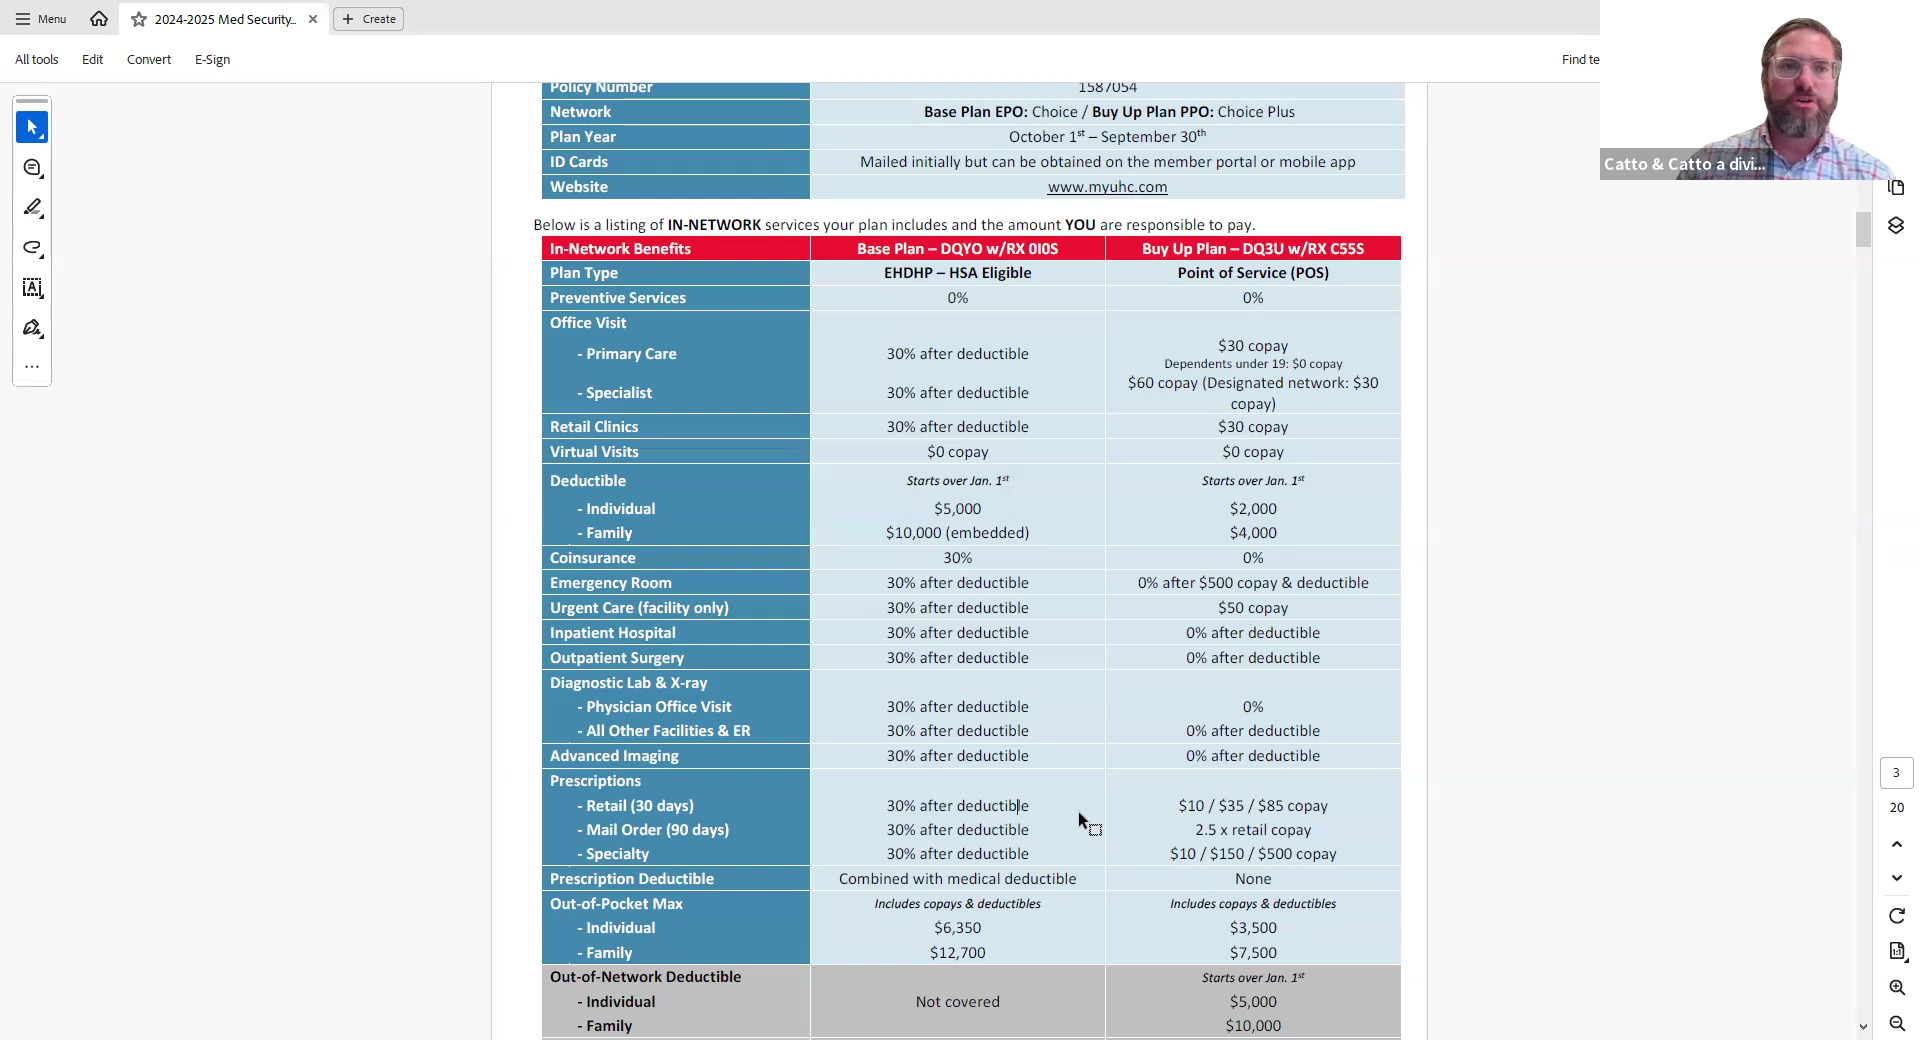 Menu
2024-2025 Med Security...
Create
All tools
Edit
Convert
E-Sign
Find te
Catto & Catto a divi...
Policy Number 1587054
Network Base Plan EPO: Choice / Buy Up Plan PPO: Choice Plus
Plan Year October 1st – September 30th
ID Cards Mailed initially but can be obtained on the member portal or mobile app
Website www.myuhc.com
Below is a listing of IN-NETWORK services your plan includes and the amount YOU are responsible to pay.
In-Network Benefits Base Plan – DQYO w/RX 0I0S Buy Up Plan – DQ3U w/RX C55S
Plan Type EHDHP – HSA Eligible Point of Service (POS)
Preventive Services 0% 0%
Office Visit
- Primary Care 30% after deductible $30 copay
Dependents under 19: $0 copay
- Specialist 30% after deductible $60 copay (Designated network: $30
copay)
Retail Clinics 30% after deductible $30 copay
Virtual Visits $0 copay $0 copay
Deductible Starts over Jan. 1st Starts over Jan. 1st
- Individual $5,000 $2,000
- Family $10,000 (embedded) $4,000
Coinsurance 30% 0%
Emergency Room 30% after deductible 0% after $500 copay & deductible
Urgent Care (facility only) 30% after deductible $50 copay
Inpatient Hospital 30% after deductible 0% after deductible
Outpatient Surgery 30% after deductible 0% after deductible
Diagnostic Lab & X-ray
- Physician Office Visit 30% after deductible 0%
- All Other Facilities & ER 30% after deductible 0% after deductible
Advanced Imaging 30% after deductible 0% after deductible
Prescriptions
- Retail (30 days) 30% after deductible $10 / $35 / $85 copay
- Mail Order (90 days) 30% after deductible 2.5 x retail copay
- Specialty 30% after deductible $10 / $150 / $500 copay
Prescription Deductible Combined with medical deductible None
Out-of-Pocket Max Includes copays & deductibles Includes copays & deductibles
- Individual $6,350 $3,500
- Family $12,700 $7,500
Out-of-Network Deductible Starts over Jan. 1st
- Individual Not covered $5,000
- Family $10,000
3
20
1:1